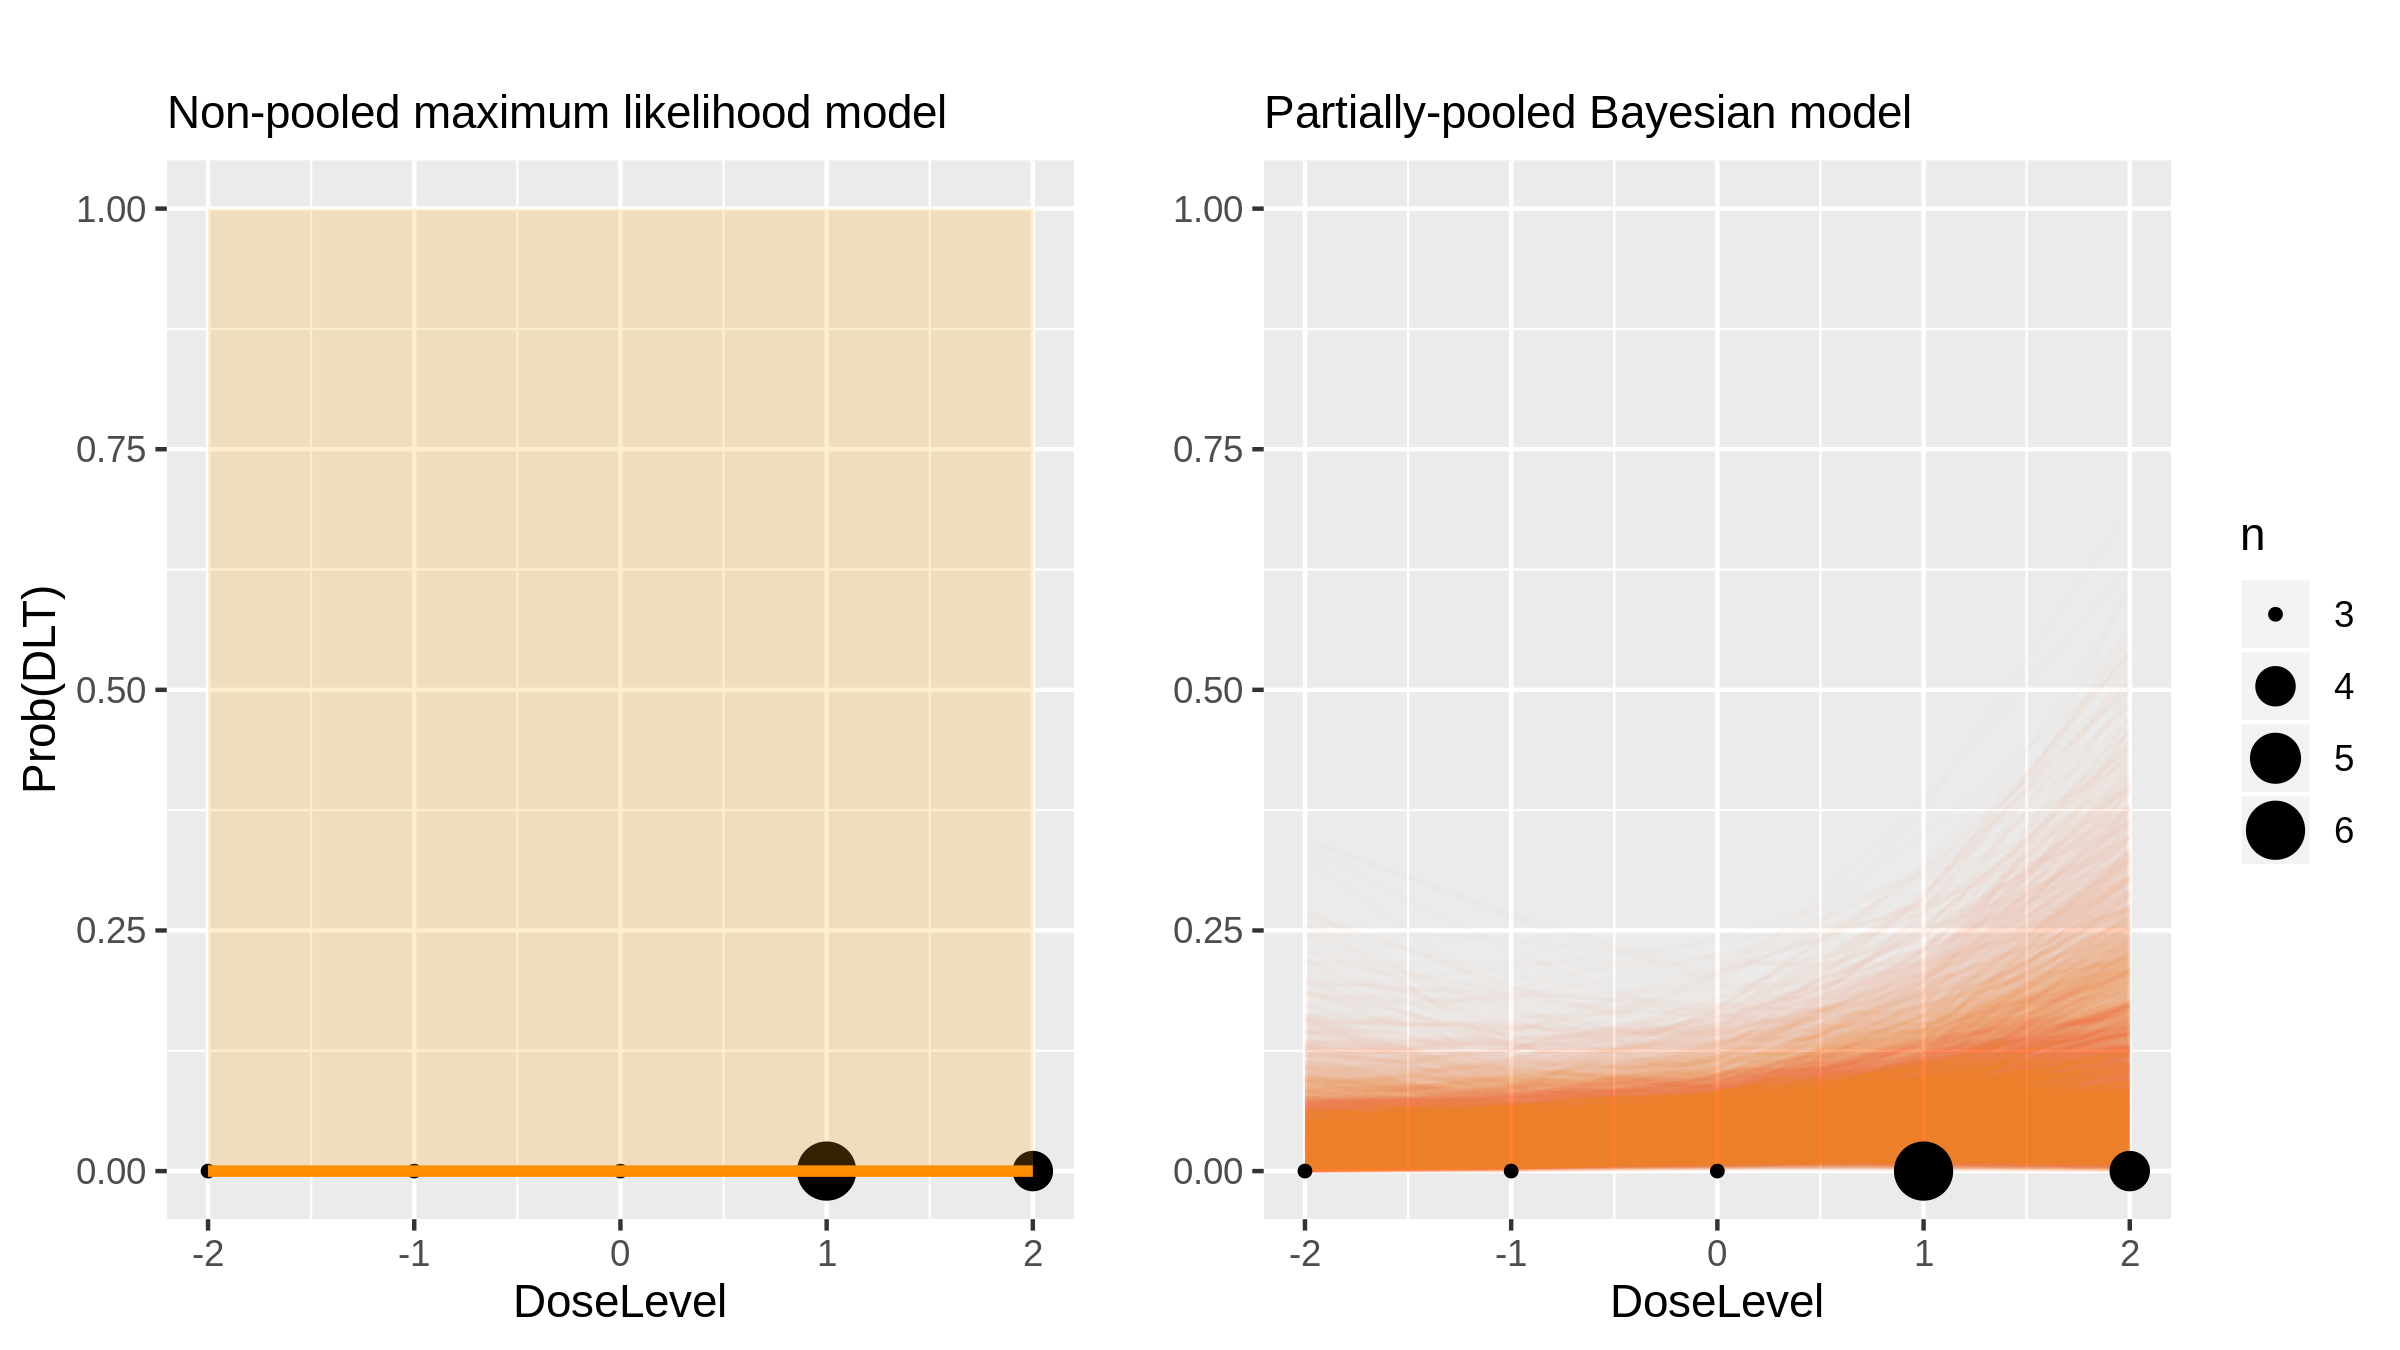 Non-pooled maximum likelihood model
Prob(DLT)
1.00
0.75
0.50
0.25
0.00
-2 -1 0 1 2
DoseLevel
Partially-pooled Bayesian model
1.00
0.75
0.50
0.25
0.00
-2 -1 0 1 2
DoseLevel
n
3
4
5
6